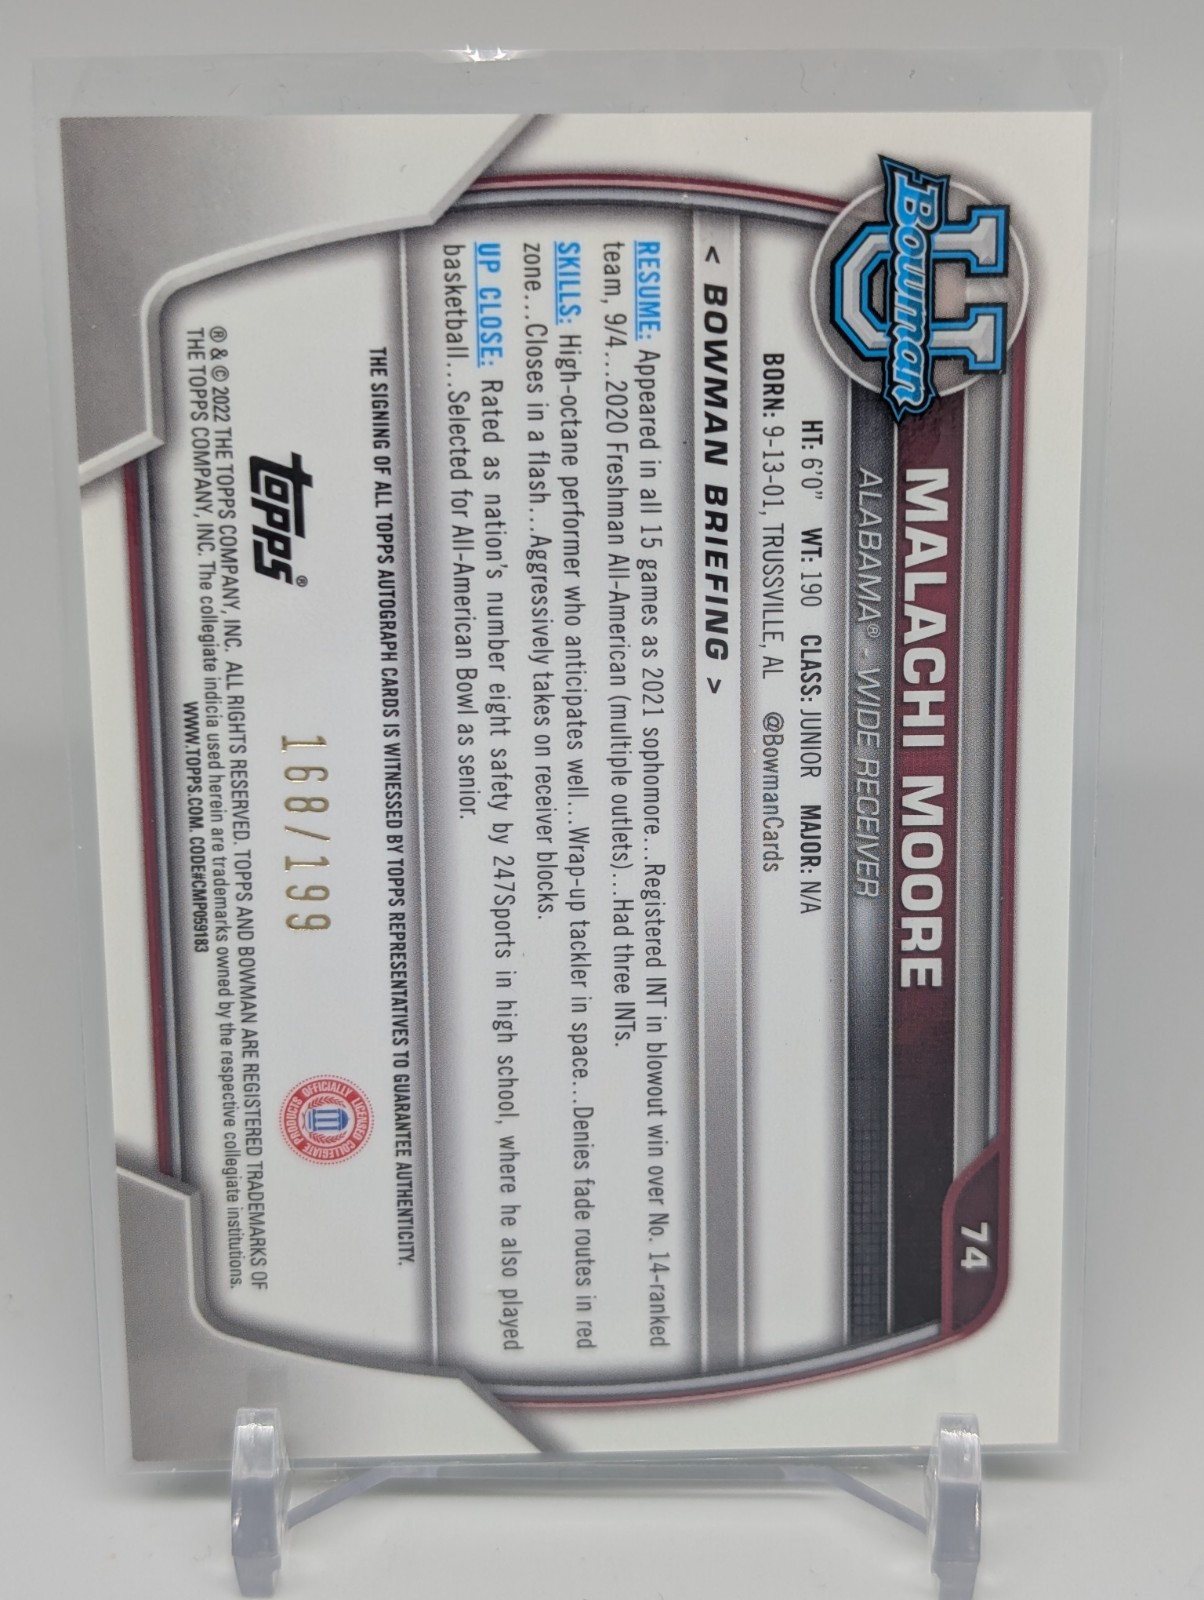 U
Bowman
74
MALACHI MOORE
ALABAMA® - WIDE RECEIVER
HT: 6'0" WT: 190 CLASS: JUNIOR MAJOR: N/A
BORN: 9-13-01, TRUSSVILLE, AL @BowmanCards
< BOWMAN BRIEFING >
RESUME: Appeared in all 15 games as 2021 sophomore...Registered INT in blowout win over No. 14-ranked
team, 9/4...2020 Freshman All-American (multiple outlets)...Had three INTs.
SKILLS: High-octane performer who anticipates well...Wrap-up tackler in space...Denies fade routes in red
zone...Closes in a flash...Aggressively takes on receiver blocks.
UP CLOSE: Rated as nation's number eight safety by 247Sports in high school, where he also played
basketball...Selected for All-American Bowl as senior.
THE SIGNING OF ALL TOPPS AUTOGRAPH CARDS IS WITNESSED BY TOPPS REPRESENTATIVES TO GUARANTEE AUTHENTICITY.
topps®
168/199
OFFICIALLY LICENSED COLLEGIATE PRODUCTS
® & © 2022 THE TOPPS COMPANY, INC. ALL RIGHTS RESERVED. TOPPS AND BOWMAN ARE REGISTERED TRADEMARKS OF
THE TOPPS COMPANY, INC. The collegiate indicia used herein are trademarks owned by the respective collegiate institutions.
WWW.TOPPS.COM. CODE#CMP059183